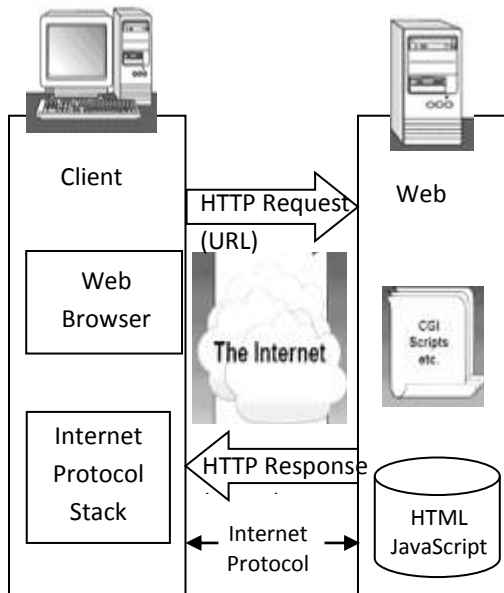 Client
Web
Browser
Internet
Protocol
Stack
HTTP Request
(URL)
The Internet
HTTP Response
Internet
Protocol
Web
CGI
Scripts
etc.
HTML
JavaScript